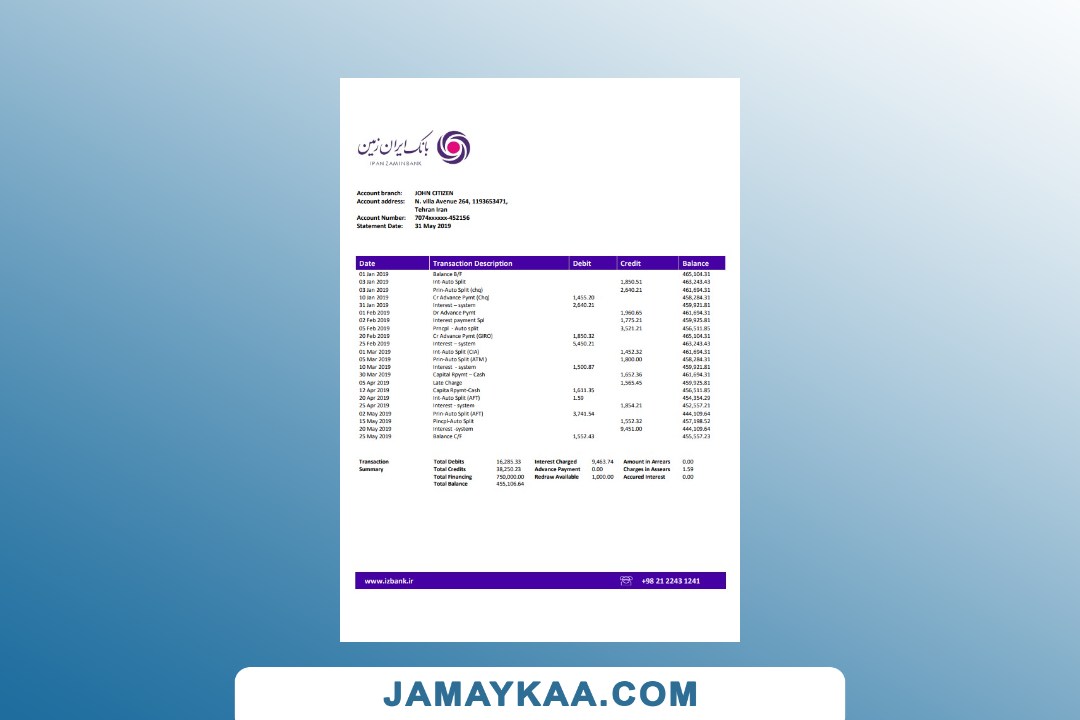 بانک ایران زمین
IRAN ZAMIN BANK
Account branch: JOHN CITIZEN
Account address: N. villa Avenue 264, 1193653471,
Tehran Iran
Account Number: 7074xxxxxx-452156
Statement Date: 31 May 2019
Date Transaction Description Debit Credit Balance
01 Jan 2019 Balance B/F 465,104.31
03 Jan 2019 Int-Auto Split 1,850.51 463,243.43
03 Jan 2019 Prin-Auto Split (chq) 2,640.21 461,694.31
10 Jan 2019 Cr Advance Pymt (Chq) 1,455.20 458,284.31
31 Jan 2019 Interest – system 2,640.21 459,921.81
01 Feb 2019 Dr Advance Pymt 1,960.65 461,694.31
02 Feb 2019 Interest payment Spl 1,775.21 459,925.81
05 Feb 2019 Princpl - Auto split 3,521.21 456,511.85
20 Feb 2019 Cr Advance Pymt (GIRO) 1,850.32 465,104.31
25 Feb 2019 Interest – system 5,450.21 463,243.43
01 Mar 2019 Int-Auto Split (CIA) 1,452.32 461,694.31
05 Mar 2019 Prin-Auto Split (ATM ) 1,800.00 458,284.31
10 Mar 2019 Interest - system 1,500.87 459,921.81
30 Mar 2019 Capital Rpymt – Cash 1,652.36 461,694.31
05 Apr 2019 Late Charge 1,565.45 459,925.81
12 Apr 2019 Capita Rpymt-Cash 1,631.35 456,511.85
20 Apr 2019 Int-Auto Split (AFT) 1.59 454,354.29
25 Apr 2019 Interest - system 1,854.21 452,557.21
02 May 2019 Prin-Auto Split (AFT) 3,741.54 444,109.64
15 May 2019 Pincpl-Auto Split 1,552.32 457,198.52
20 May 2019 Interest -system 9,451.00 444,109.64
25 May 2019 Balance C/F 1,552.43 455,557.23
Transaction Total Debits 16,285.33 Interest Charged 9,463.74 Amount in Arrears 0.00
Summary Total Credits 38,250.23 Advance Payment 0.00 Charges in Assears 1.59
Total Financing 750,000.00 Redraw Available 1,000.00 Accured Interest 0.00
Total Balance 455,106.64
www.izbank.ir +98 21 2243 1241
JAMAYKAA.COM